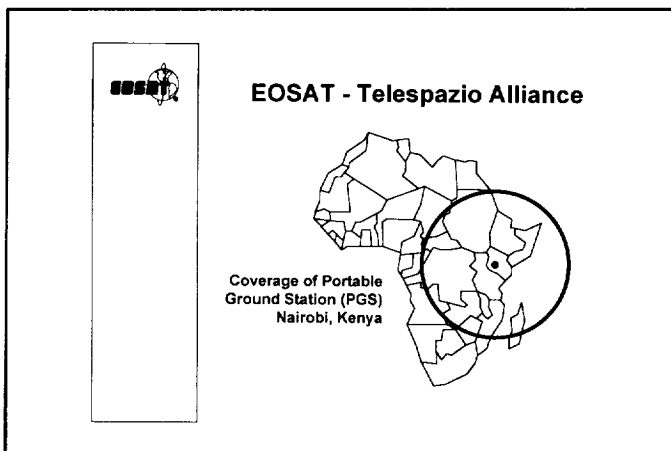 eosat
EOSAT - Telespazio Alliance
Coverage of Portable
Ground Station (PGS)
Nairobi, Kenya